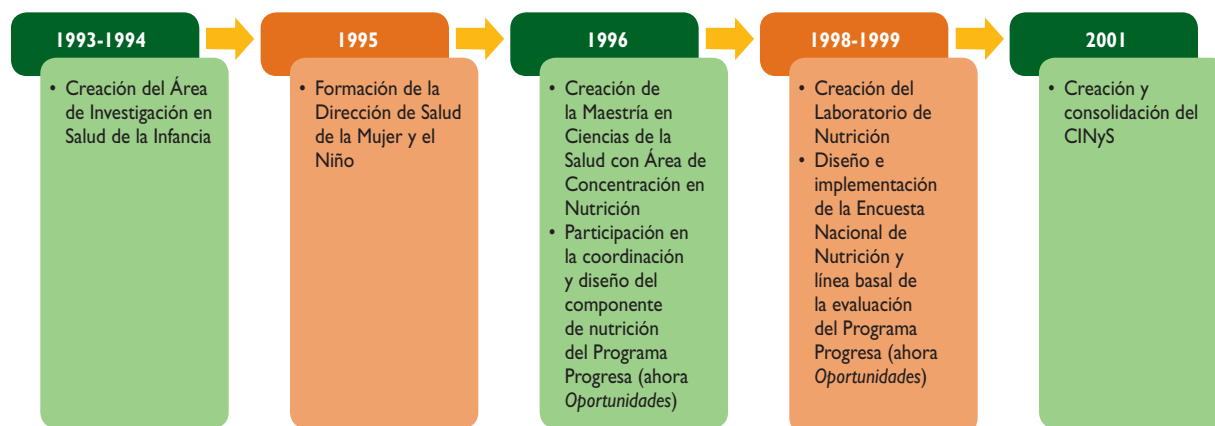 1993-1994
• Creación del Área
de Investigación en
Salud de la Infancia
1995
• Formación de la
Dirección de Salud
de la Mujer y el
Niño
1996
• Creación de
la Maestría en
Ciencias de la
Salud con Área de
Concentración en
Nutrición
• Participación en
la coordinación
y diseño del
componente
de nutrición
del Programa
Progresa (ahora
Oportunidades)
1998-1999
• Creación del
Laboratorio de
Nutrición
• Diseño e
implementación
de la Encuesta
Nacional de
Nutrición y
línea basal de
la evaluación
del Programa
Progresa (ahora
Oportunidades)
2001
• Creación y
consolidación del
CINyS